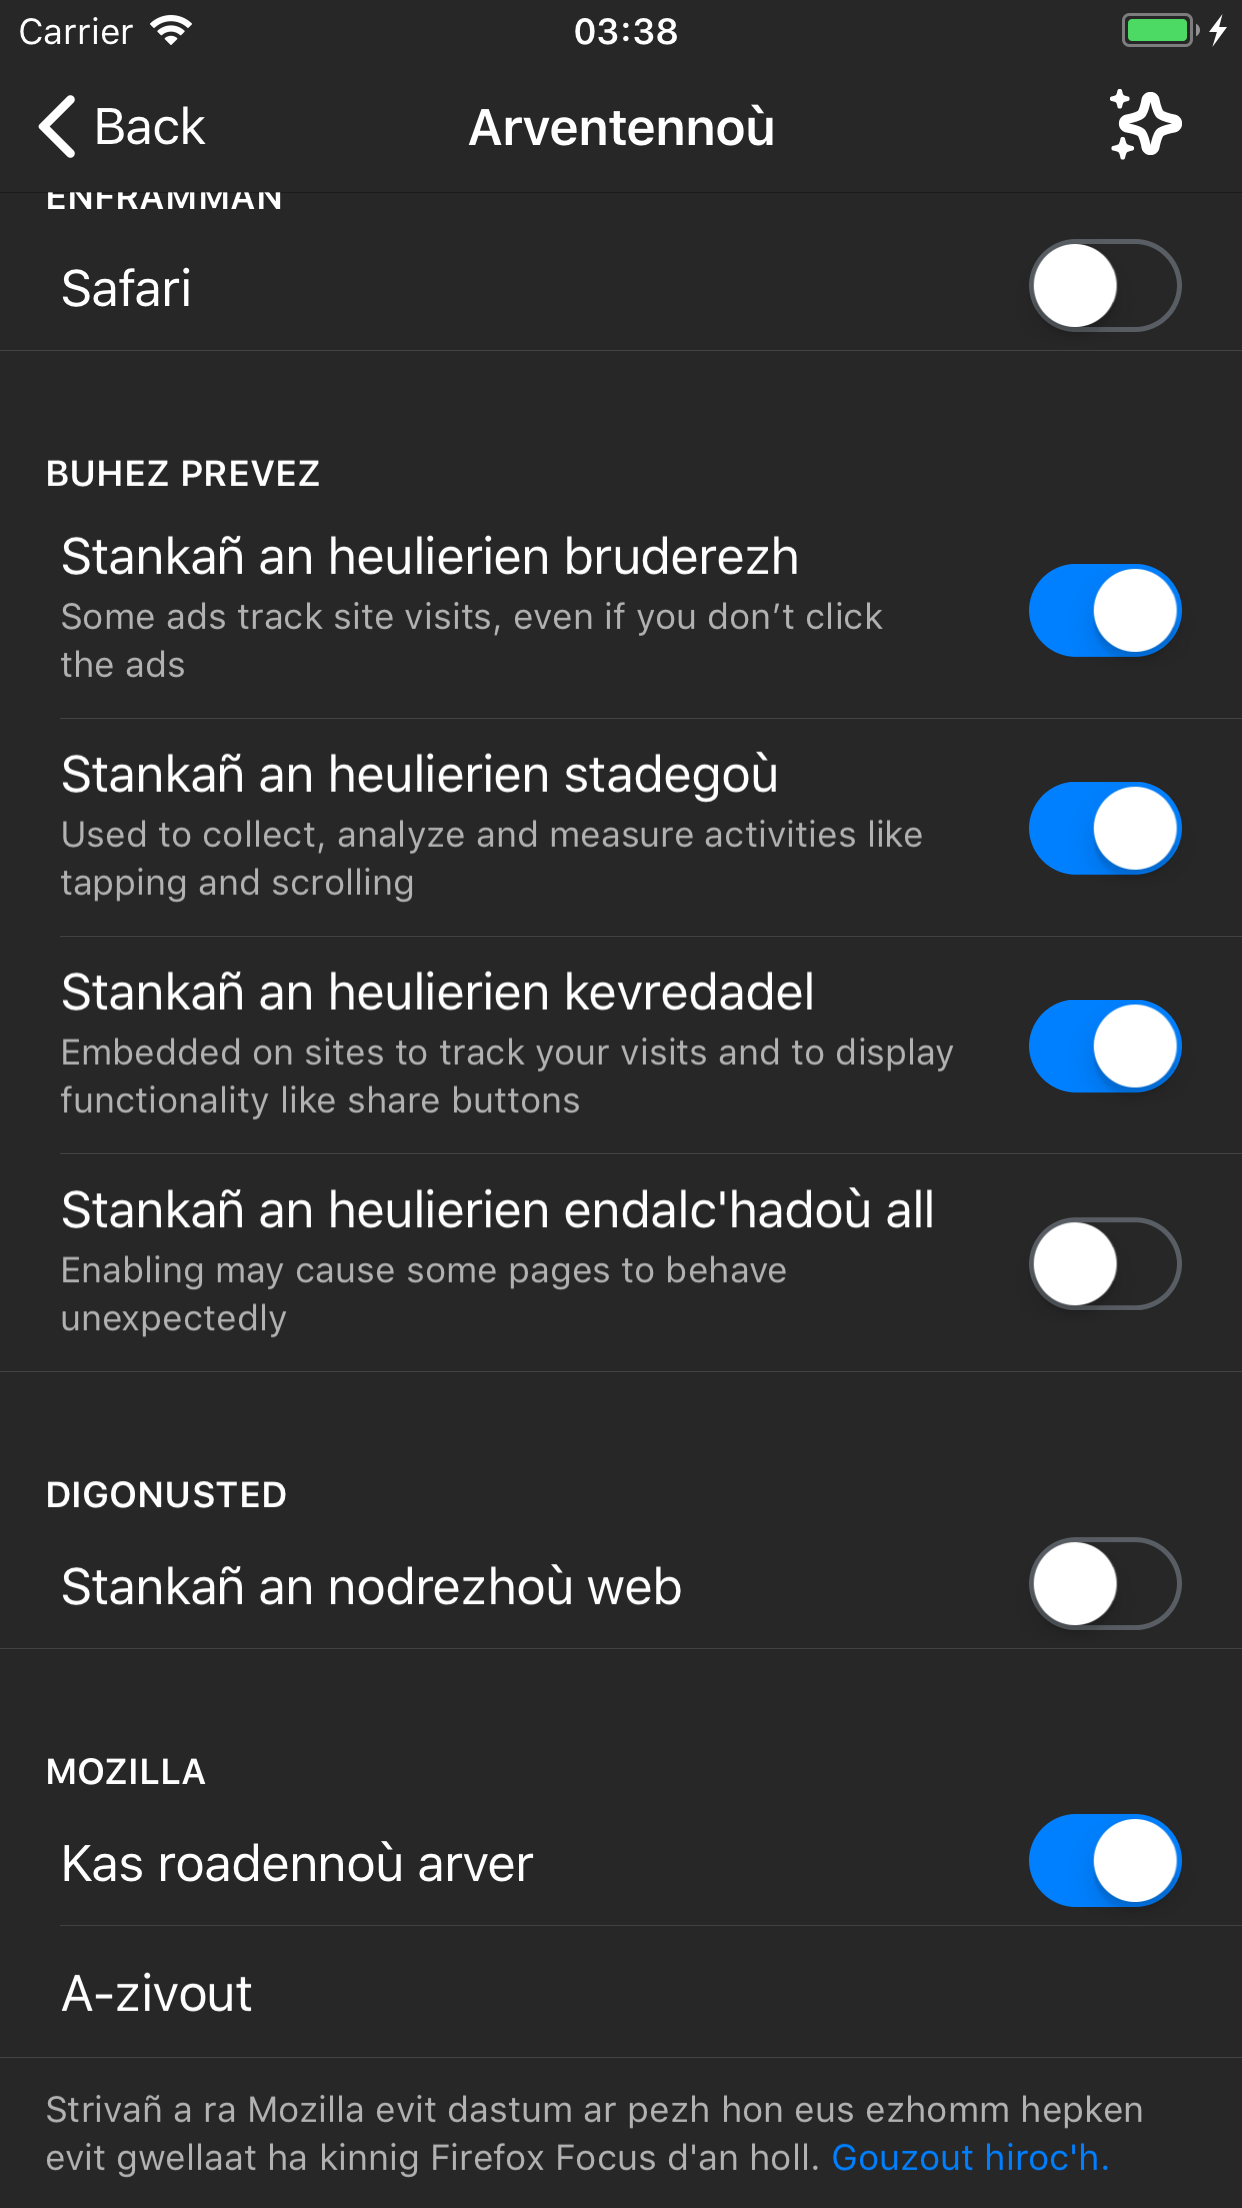 Carrier
03:38
Back
Arventennoù
ENFRAMMAN
Safari
BUHEZ PREVEZ
Stankañ an heulierien bruderezh
Some ads track site visits, even if you don’t click
the ads
Stankañ an heulierien stadegoù
Used to collect, analyze and measure activities like
tapping and scrolling
Stankañ an heulierien kevredadel
Embedded on sites to track your visits and to display
functionality like share buttons
Stankañ an heulierien endalc'hadoù all
Enabling may cause some pages to behave
unexpectedly
DIGONUSTED
Stankañ an nodrezhoù web
MOZILLA
Kas roadennoù arver
A-zivout
Strivañ a ra Mozilla evit dastum ar pezh hon eus ezhomm hepken
evit gwellaat ha kinnig Firefox Focus d'an holl. Gouzout hiroc'h.